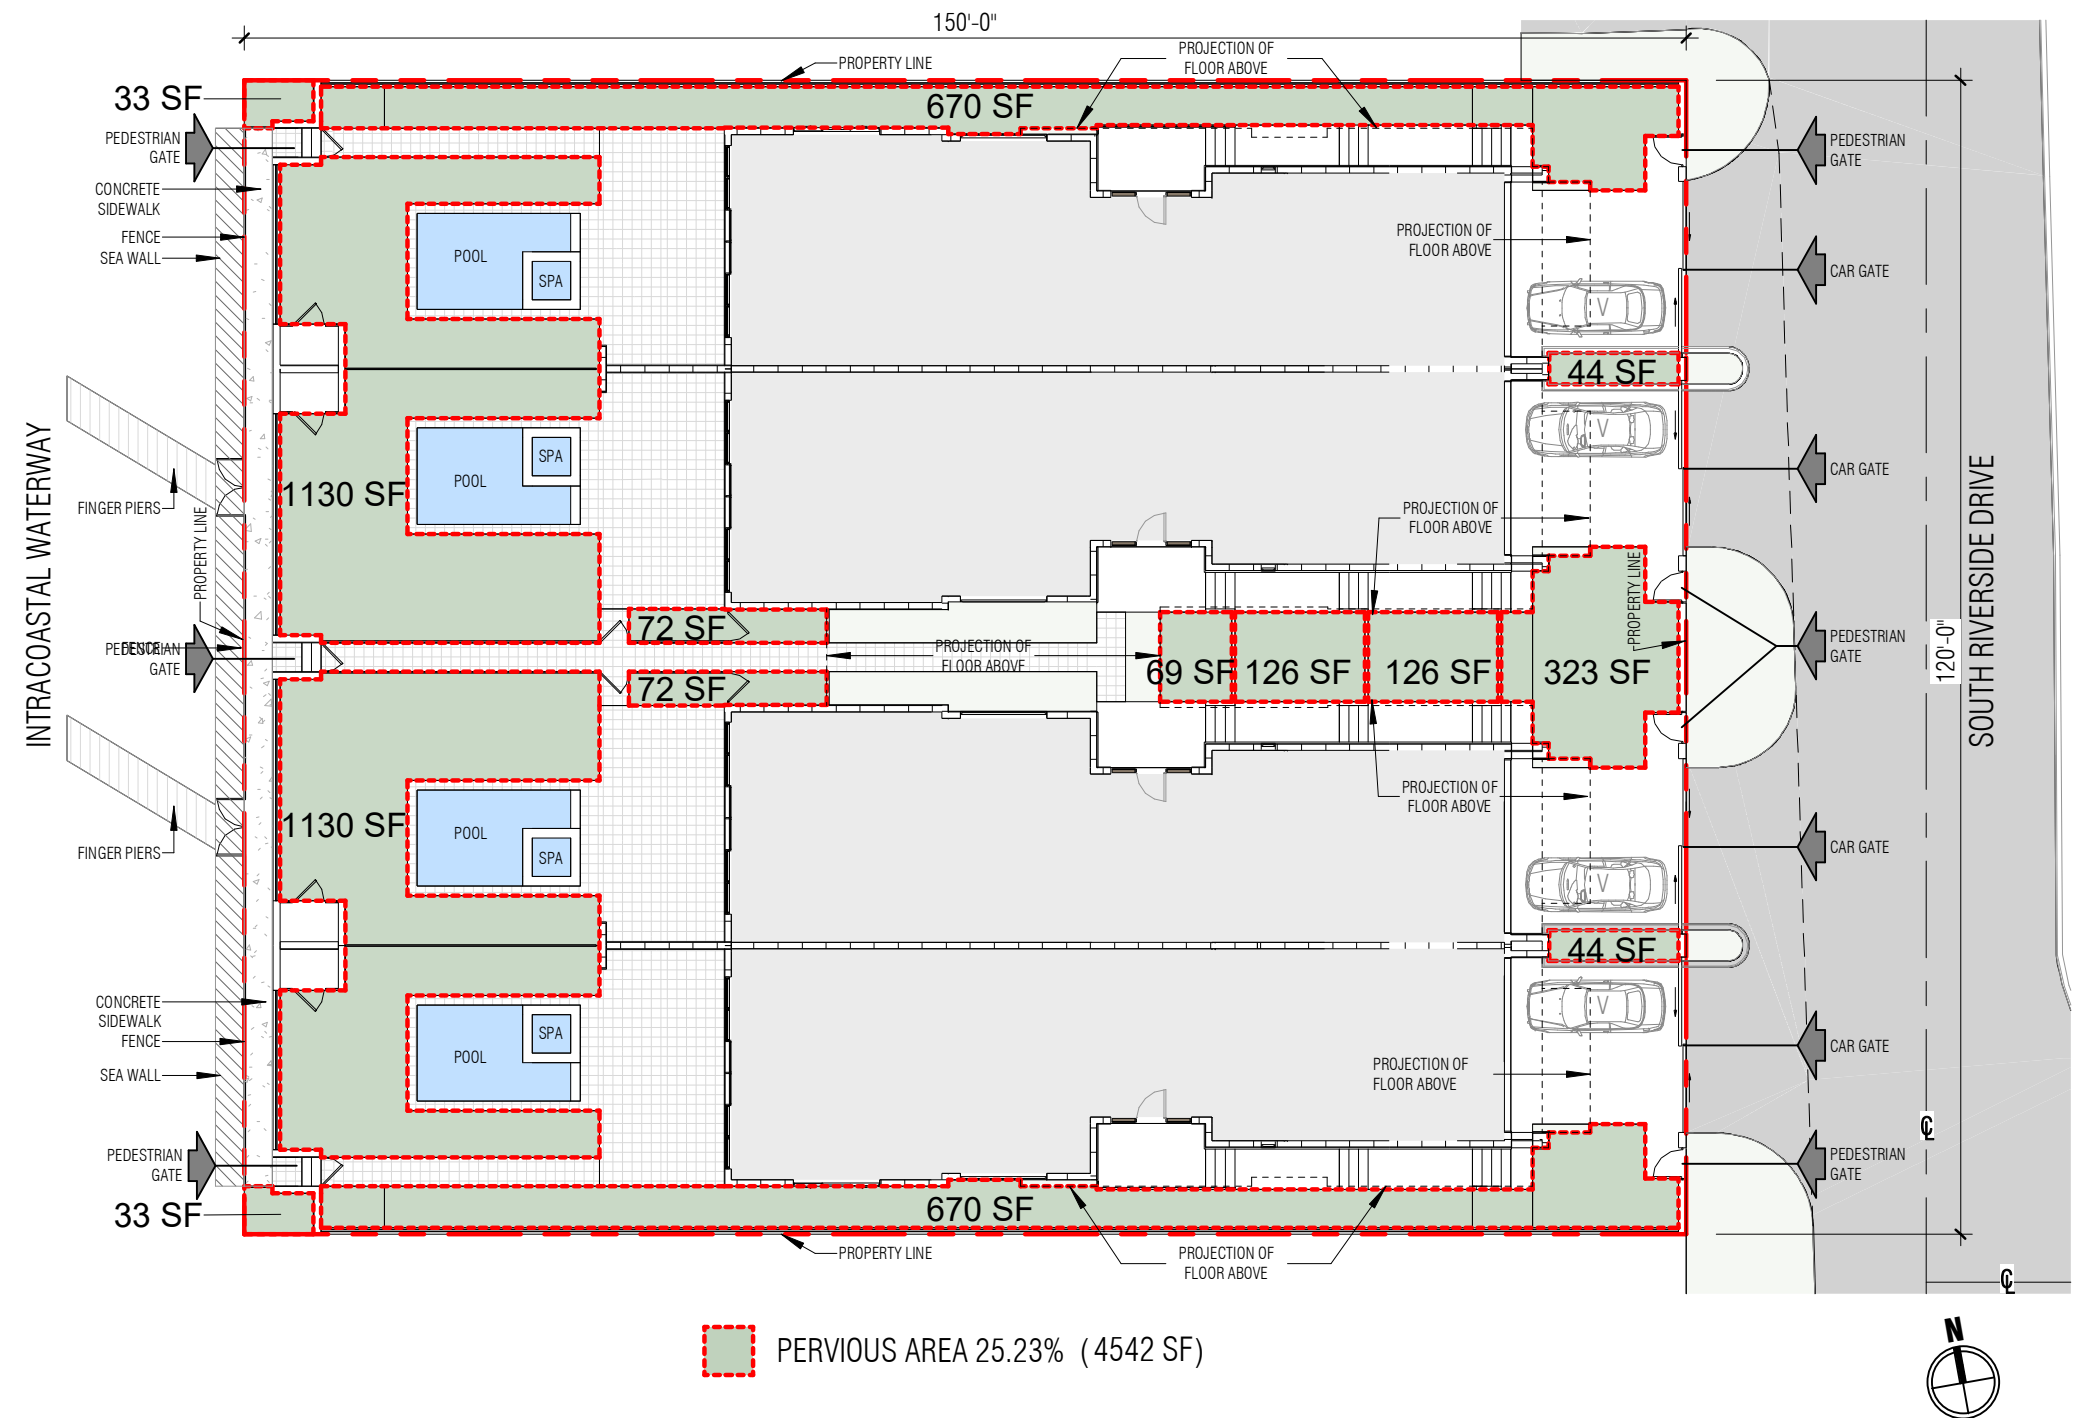 150'-0"
PROJECTION OF
FLOOR ABOVE
PROPERTY LINE
33 SF
670 SF
PEDESTRIAN
GATE
PEDESTRIAN
GATE
CONCRETE
SIDEWALK
FENCE
SEA WALL
POOL
SPA
PROJECTION OF
FLOOR ABOVE
CAR GATE
44 SF
SPA
POOL
1130 SF
CAR GATE
FINGER PIERS
PROPERTY LINE
INTRACOASTAL WATERWAY
PROJECTION OF
FLOOR ABOVE
PROPERTY LINE
SOUTH RIVERSIDE DRIVE
120'-0"
72 SF
FENCE
PEDESTRIAN
GATE
PROJECTION OF
FLOOR ABOVE
69 SF
126 SF
126 SF
323 SF
PEDESTRIAN
GATE
72 SF
PROJECTION OF
FLOOR ABOVE
1130 SF
POOL
SPA
FINGER PIERS
CAR GATE
44 SF
CONCRETE
SIDEWALK
FENCE
SEA WALL
SPA
POOL
CAR GATE
PROJECTION OF
FLOOR ABOVE
PEDESTRIAN
GATE
PEDESTRIAN
GATE
33 SF
670 SF
PROPERTY LINE
PROJECTION OF
FLOOR ABOVE
PERVIOUS AREA 25.23% ( 4542 SF)
N